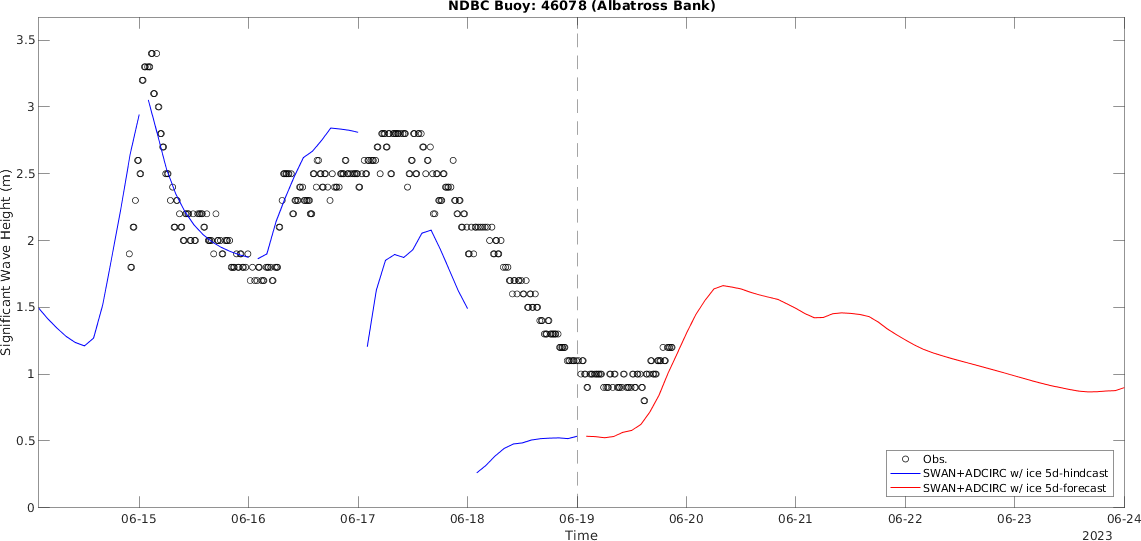 NDBC Buoy: 46078 (Albatross Bank)
3.5
3
2.5
2
1.5
1
0.5
0
Significant Wave Height (m)
Obs.
SWAN+ADCIRC w/ ice 5d-hindcast
SWAN+ADCIRC w/ ice 5d-forecast
06-15 06-16 06-17 06-18 06-19 06-20 06-21 06-22 06-23 06-24
Time
2023